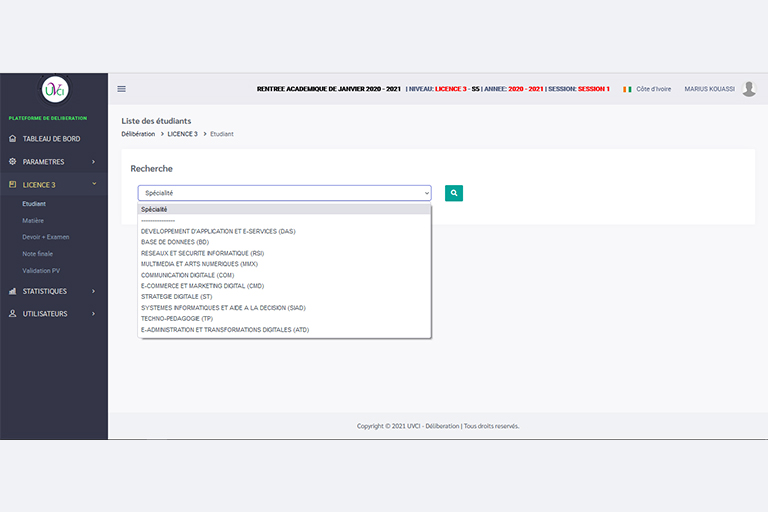 UVCI
PLATEFORME DE DELIBERATION
TABLEAU DE BORD
PARAMETRES
LICENCE 3
Etudiant
Matière
Devoir + Examen
Note finale
Validation PV
STATISTIQUES
UTILISATEURS
RENTREE ACADEMIQUE DE JANVIER 2020 - 2021 | NIVEAU: LICENCE 3 - S5 | ANNEE: 2020 - 2021 | SESSION: SESSION 1
Côte d'Ivoire
MARIUS KOUASSI
Liste des étudiants
Délibération > LICENCE 3 > Etudiant
Recherche
Spécialité
Spécialité
----------------
DEVELOPPEMENT D'APPLICATION ET E-SERVICES (DAS)
BASE DE DONNEES (BD)
RESEAUX ET SECURITE INFORMATIQUE (RSI)
MULTIMEDIA ET ARTS NUMERIQUES (MMX)
COMMUNICATION DIGITALE (COM)
E-COMMERCE ET MARKETING DIGITAL (CMD)
STRATEGIE DIGITALE (ST)
SYSTEMES INFORMATIQUES ET AIDE A LA DECISION (SIAD)
TECHNO-PEDAGOGIE (TP)
E-ADMINISTRATION ET TRANSFORMATIONS DIGITALES (ATD)
Copyright © 2021 UVCI - Déliberation | Tous droits reservés.